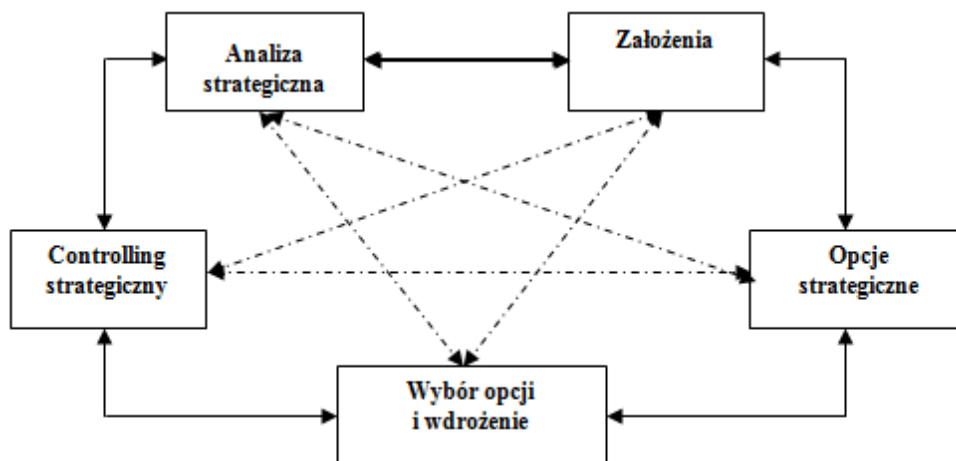 Analiza
strategiczna
Założenia
Controlling
strategiczny
Opcje
strategiczne
Wybór opcji
i wdrożenie